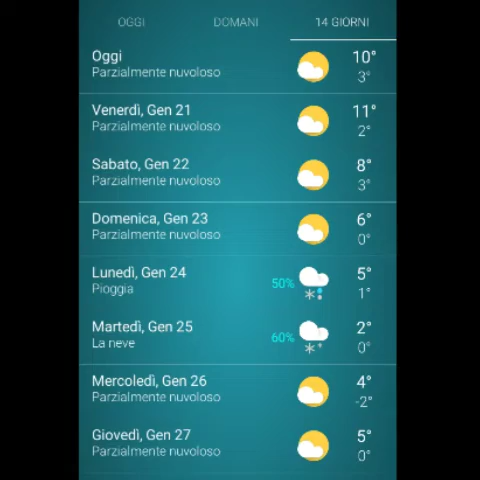 OGGI DOMANI 14 GIORNI
Oggi 10°
Parzialmente nuvoloso 3°
Venerdì, Gen 21 11°
Parzialmente nuvoloso 2°
Sabato, Gen 22 8°
Parzialmente nuvoloso 3°
Domenica, Gen 23 6°
Parzialmente nuvoloso 0°
Lunedì, Gen 24 50% 5°
Pioggia 1°
Martedì, Gen 25 60% 2°
La neve 0°
Mercoledì, Gen 26 4°
Parzialmente nuvoloso -2°
Giovedì, Gen 27 5°
Parzialmente nuvoloso 0°